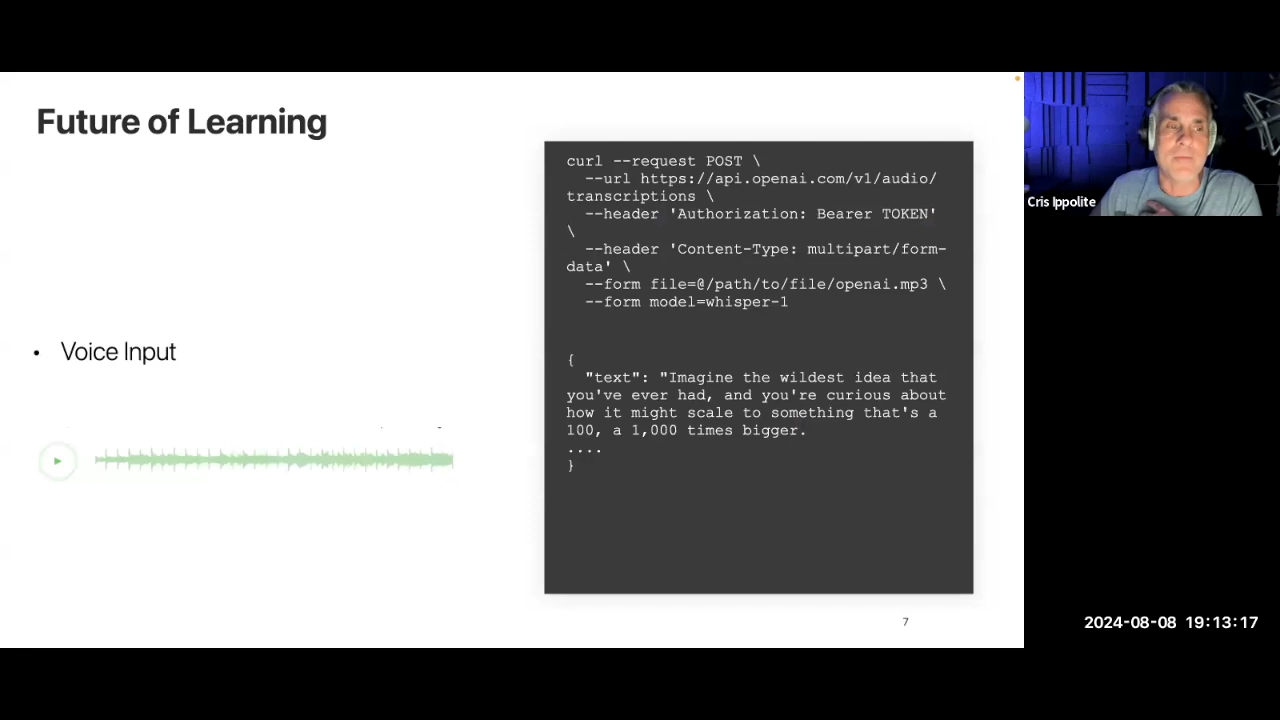 Future of Learning
• Voice Input
curl --request POST \
--url https://api.openai.com/v1/audio/
transcriptions \
--header 'Authorization: Bearer TOKEN'
\
--header 'Content-Type: multipart/form-
data' \
--form file=@/path/to/file/openai.mp3 \
--form model=whisper-1
{
"text": "Imagine the wildest idea that
you've ever had, and you're curious about
how it might scale to something that's a
100, a 1,000 times bigger.
....
}
7
Cris Ippolite
2024-08-08 19:13:17